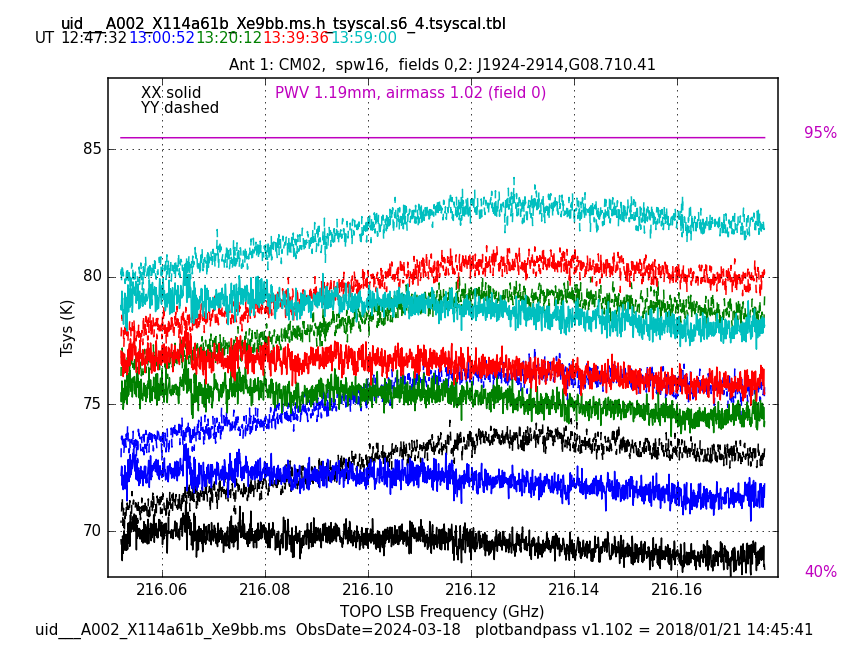 uid___A002_X114a61b_Xe9bb.ms.h_tsyscal.s6_4.tsyscal.tbl
UT 12:47:32 13:00:52 13:20:12 13:39:36 13:59:00
Ant 1: CM02, spw16, fields 0,2: J1924-2914,G08.710.41
XX solid
YY dashed
PWV 1.19mm, airmass 1.02 (field 0)
95%
85
80
75
70
Tsys (K)
40%
216.06 216.08 216.10 216.12 216.14 216.16
TOPO LSB Frequency (GHz)
uid___A002_X114a61b_Xe9bb.ms ObsDate=2024-03-18 plotbandpass v1.102 = 2018/01/21 14:45:41